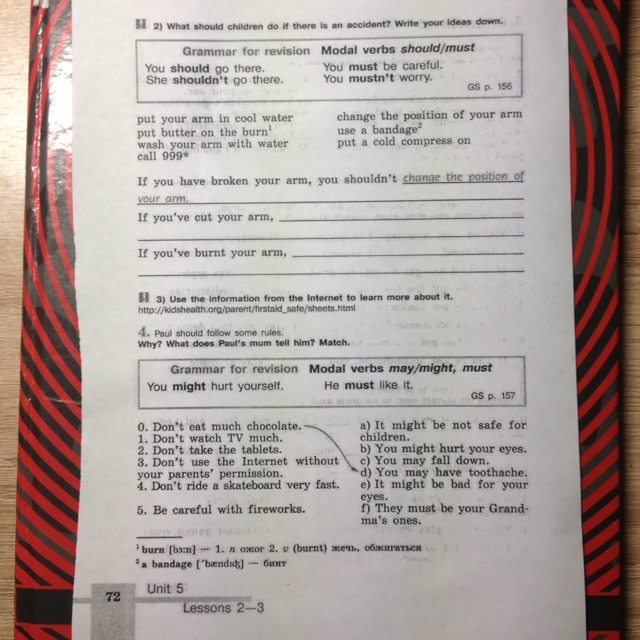 2) What should children do if there is an accident? Write your ideas down.
Grammar for revision Modal verbs should/must
You should go there. You must be careful.
She shouldn't go there. You mustn't worry.
GS p. 156
put your arm in cool water
put butter on the burn¹
wash your arm with water
call 999*
change the position of your arm
use a bandage²
put a cold compress on
If you have broken your arm, you shouldn't change the position of
your arm.
If you've cut your arm,
If you've burnt your arm,
3) Use the information from the Internet to learn more about it.
http://kidshealth.org/parent/firstaid_safe/sheets.html
4. Paul should follow some rules.
Why? What does Paul's mum tell him? Match.
Grammar for revision Modal verbs may/might, must
You might hurt yourself. He must like it.
GS p. 157
0. Don't eat much chocolate.
1. Don't watch TV much.
2. Don't take the tablets.
3. Don't use the Internet without
your parents' permission.
4. Don't ride a skateboard very fast.
5. Be careful with fireworks.
a) It might be not safe for
children.
b) You might hurt your eyes.
c) You may fall down.
d) You may have toothache.
e) It might be bad for your
eyes.
f) They must be your Grand-
ma's ones.
¹ burn [bɜ:n] — 1. n ожог 2. v (burnt) жечь, обжигаться
² a bandage ['bændɪʤ] — бинт
72
Unit 5
Lessons 2—3